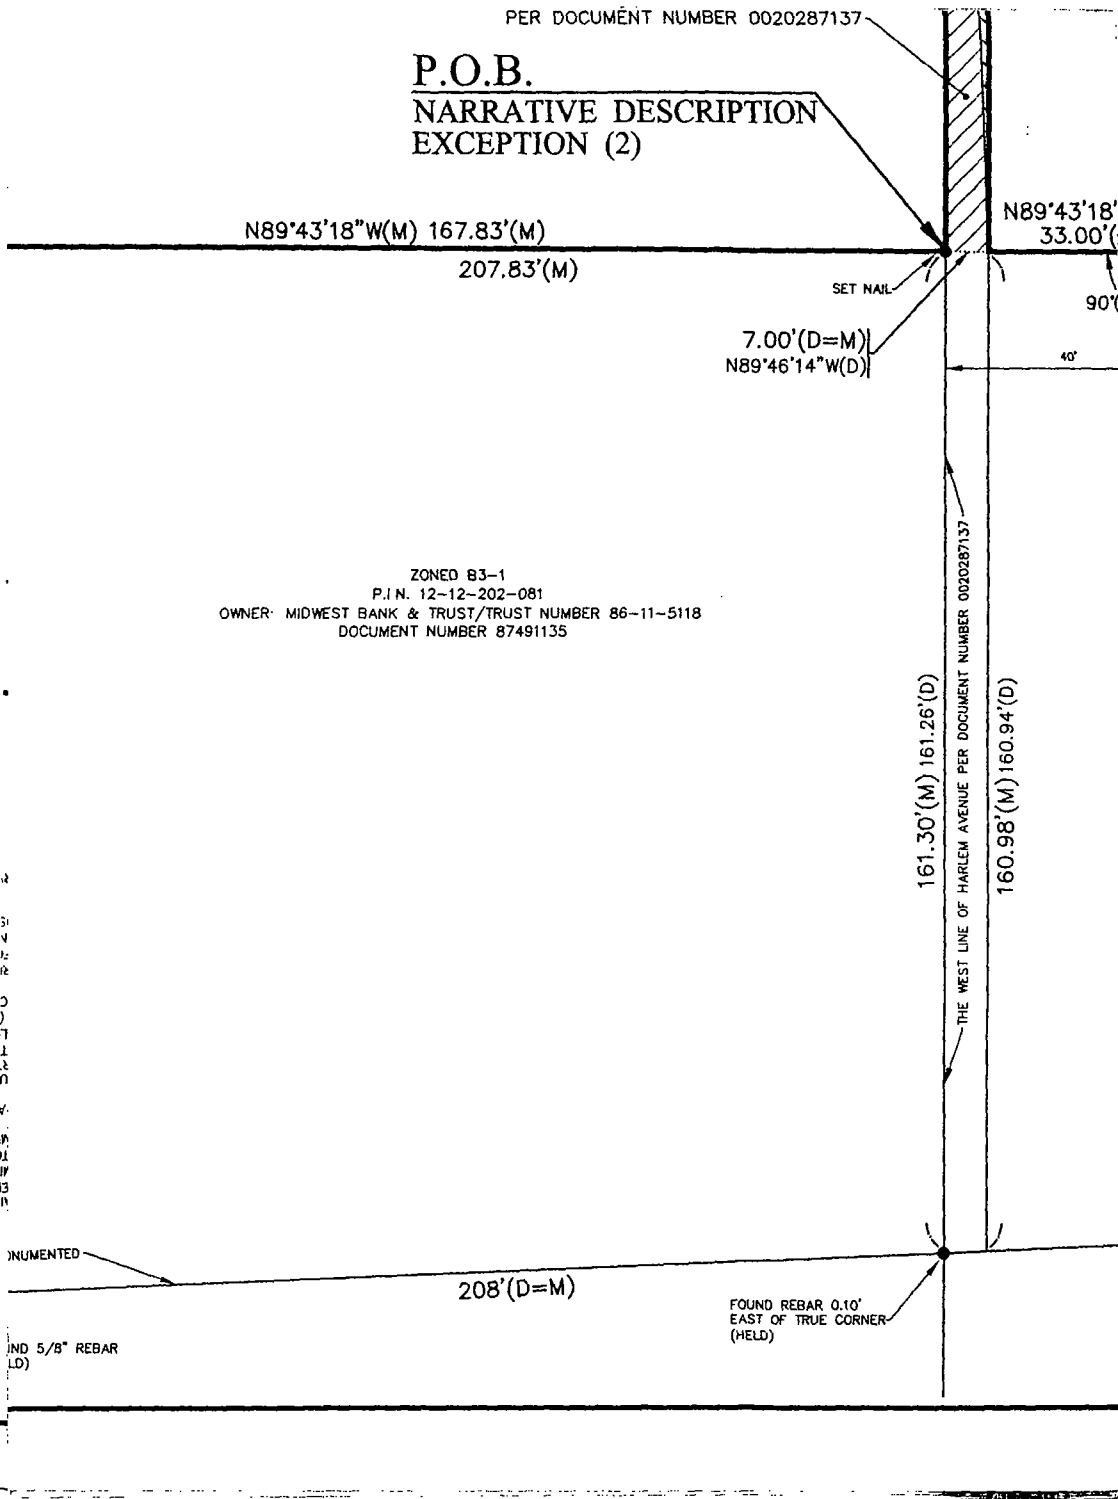 PER DOCUMENT NUMBER 0020287137
P.O.B.
NARRATIVE DESCRIPTION
EXCEPTION (2)
N89°43'18"W(M) 167.83'(M)
207.83'(M)
N89°43'18"
33.00'(
SET NAIL
90°(
7.00'(D=M)
N89°46'14"W(D)
40'
ZONED B3-1
P.I N. 12-12-202-081
OWNER: MIDWEST BANK & TRUST/TRUST NUMBER 86-11-5118
DOCUMENT NUMBER 87491135
161.30'(M) 161.26'(D)
THE WEST LINE OF HARLEM AVENUE PER DOCUMENT NUMBER 0020287137
160.98'(M) 160.94'(D)
ONUMENTED
208'(D=M)
FOUND REBAR 0.10'
EAST OF TRUE CORNER
(HELD)
IND 5/8" REBAR
LD)